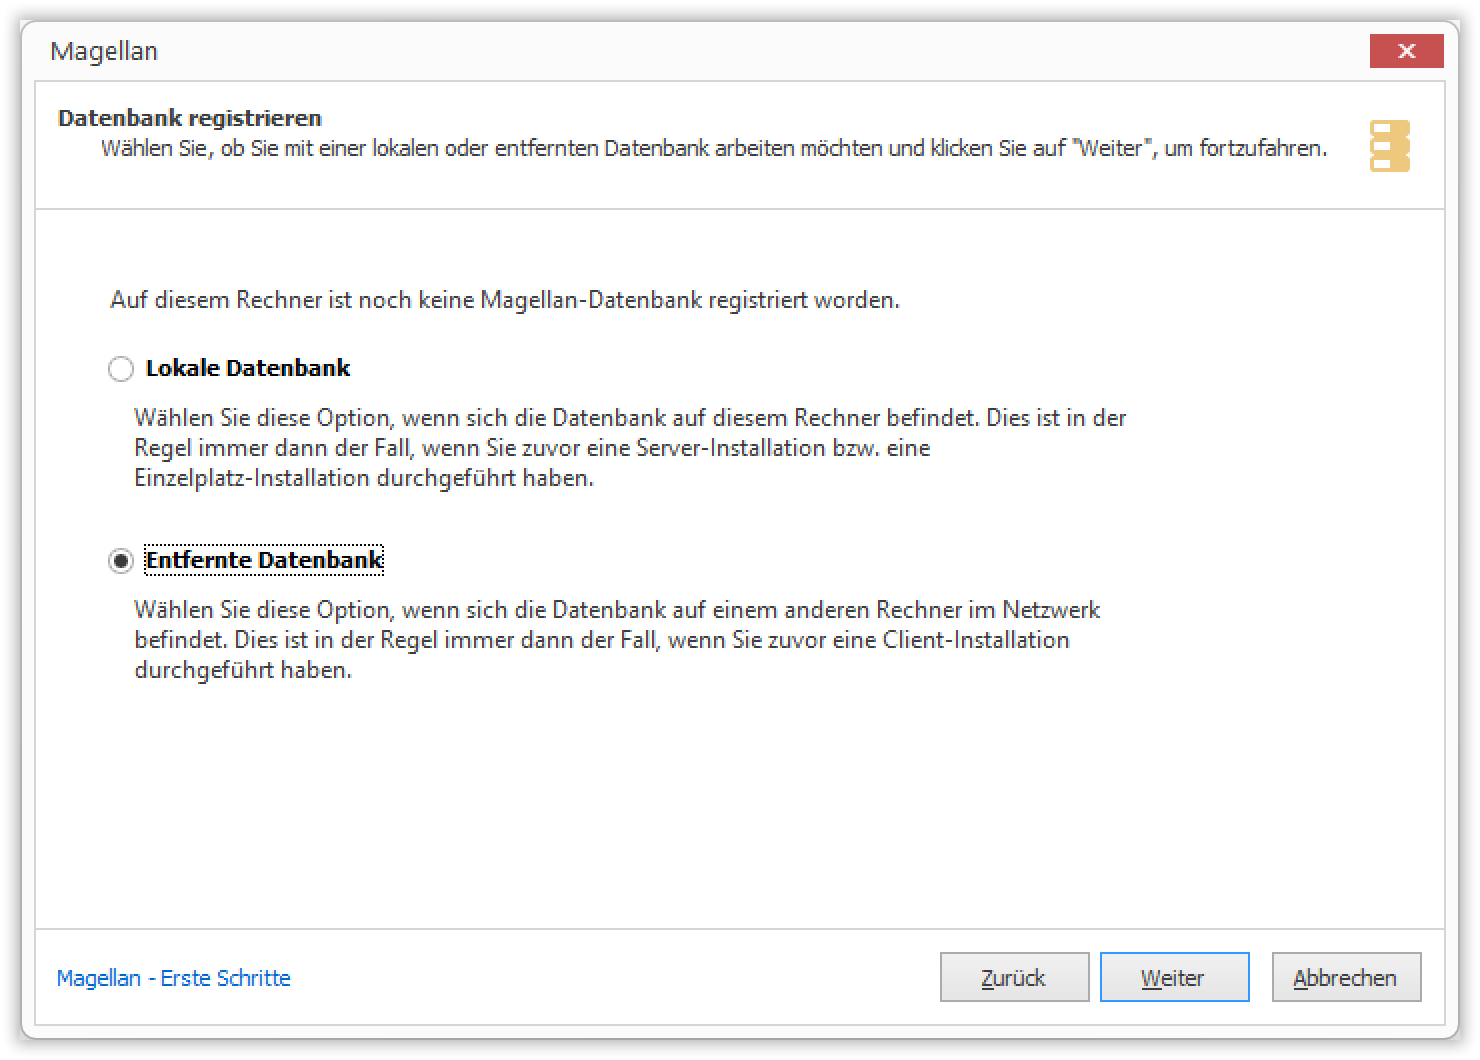 Magellan
Datenbank registrieren
Wählen Sie, ob Sie mit einer lokalen oder entfernten Datenbank arbeiten möchten und klicken Sie auf "Weiter", um fortzufahren.
Auf diesem Rechner ist noch keine Magellan-Datenbank registriert worden.
Lokale Datenbank
Wählen Sie diese Option, wenn sich die Datenbank auf diesem Rechner befindet. Dies ist in der
Regel immer dann der Fall, wenn Sie zuvor eine Server-Installation bzw. eine
Einzelplatz-Installation durchgeführt haben.
Entfernte Datenbank
Wählen Sie diese Option, wenn sich die Datenbank auf einem anderen Rechner im Netzwerk
befindet. Dies ist in der Regel immer dann der Fall, wenn Sie zuvor eine Client-Installation
durchgeführt haben.
Magellan - Erste Schritte
Zurück
Weiter
Abbrechen